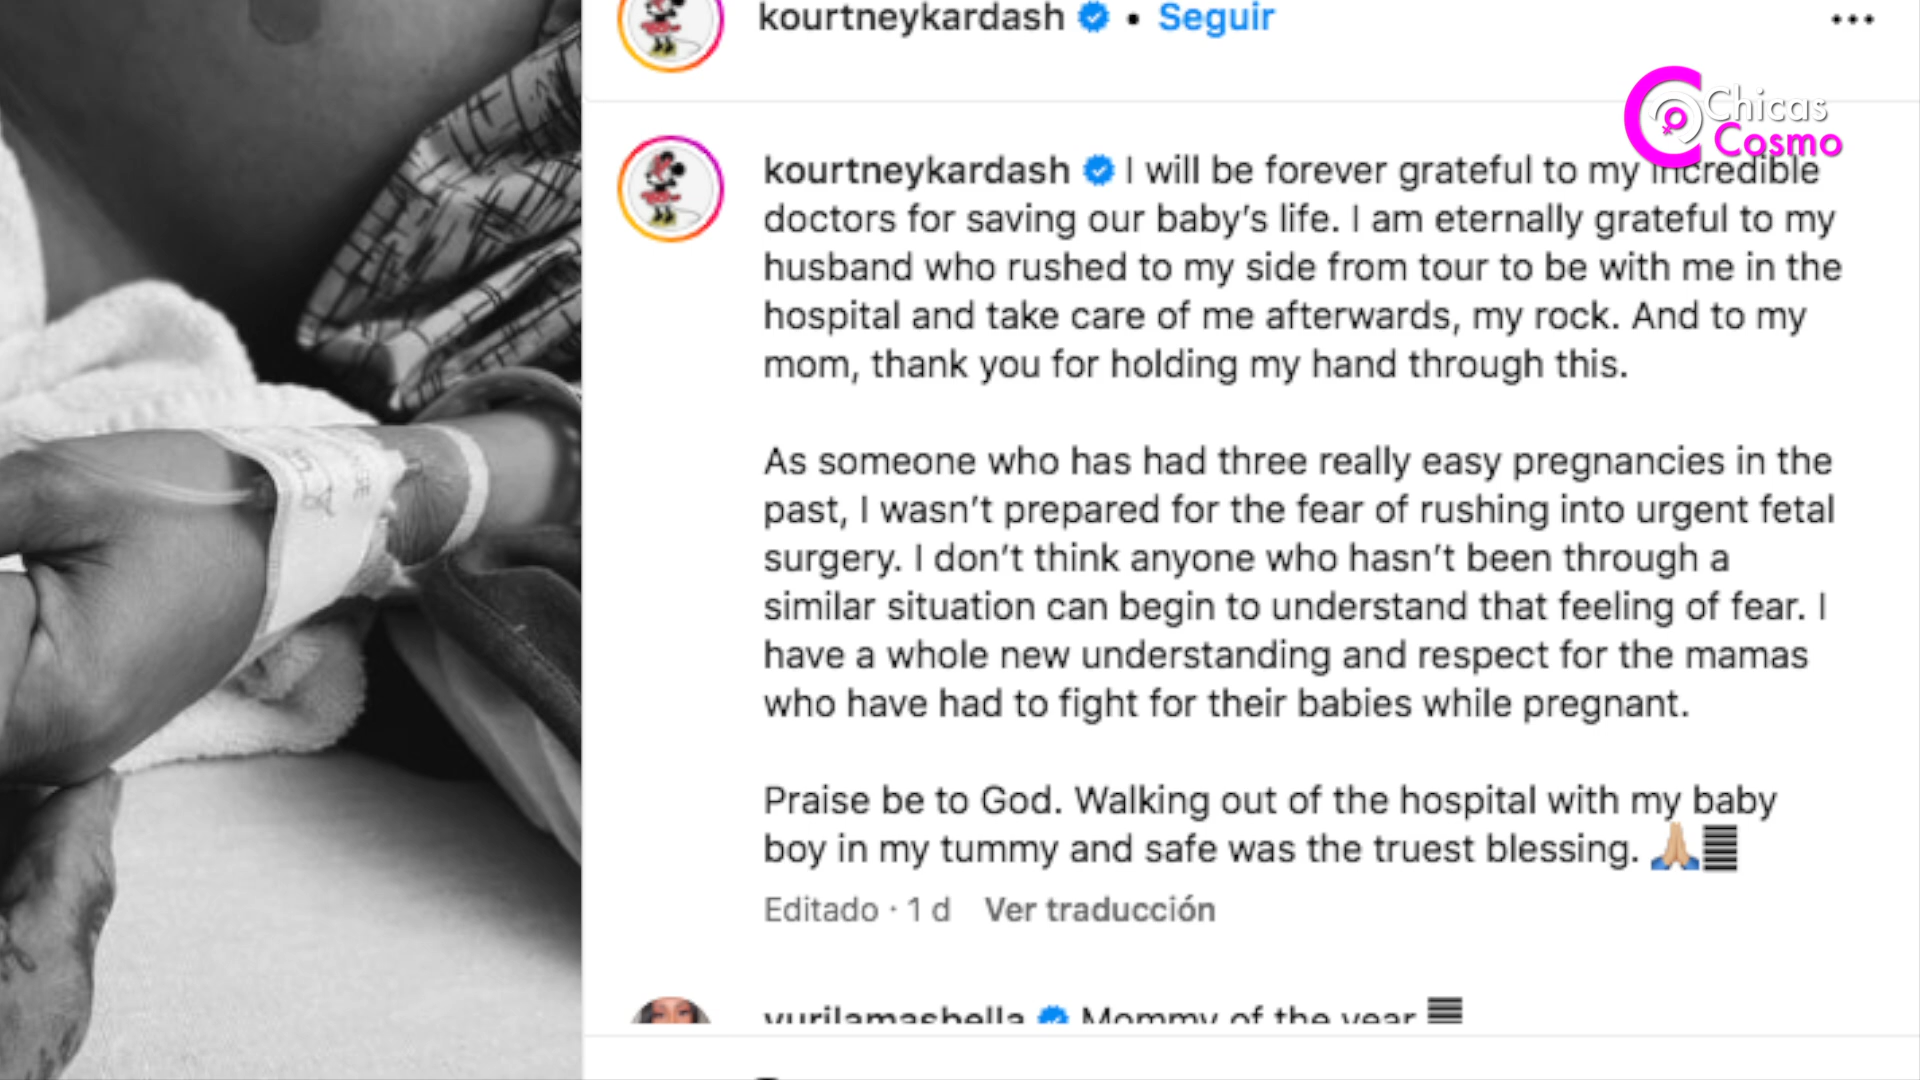 kourtneykardash • Seguir
Chicas
Cosmo
kourtneykardash I will be forever grateful to my incredible
doctors for saving our baby’s life. I am eternally grateful to my
husband who rushed to my side from tour to be with me in the
hospital and take care of me afterwards, my rock. And to my
mom, thank you for holding my hand through this.
As someone who has had three really easy pregnancies in the
past, I wasn’t prepared for the fear of rushing into urgent fetal
surgery. I don’t think anyone who hasn’t been through a
similar situation can begin to understand that feeling of fear. I
have a whole new understanding and respect for the mamas
who have had to fight for their babies while pregnant.
Praise be to God. Walking out of the hospital with my baby
boy in my tummy and safe was the truest blessing. 🙏🏼
Editado · 1 d Ver traducción
yurilamasbella Mommy of the year